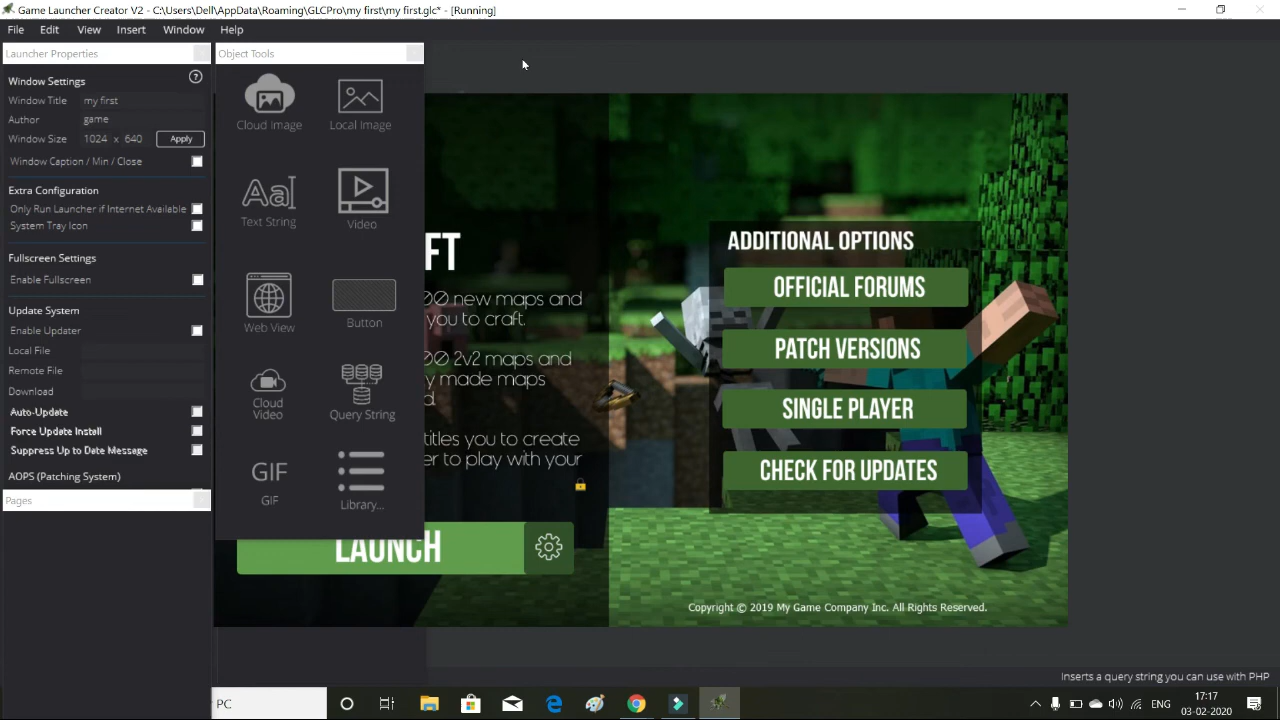 Game Launcher Creator V2 - C:\Users\Dell\AppData\Roaming\GLCPro\my first\my first.glc* - [Running]
File Edit View Insert Window Help
Launcher Properties
Window Settings
Window Title my first
Author game
Window Size 1024 x 640 Apply
Window Caption / Min / Close
Extra Configuration
Only Run Launcher if Internet Available
System Tray Icon
Fullscreen Settings
Enable Fullscreen
Update System
Enable Updater
Local File
Remote File
Download
Auto-Update
Force Update Install
Suppress Up to Date Message
AOPS (Patching System)
Pages
Object Tools
Cloud Image Local Image
Text String Video
Web View Button
Cloud Video Query String
GIF
GIF Library...
FT
00 new maps and
you to craft.
00 2v2 maps and
y made maps
d.
titles you to create
er to play with your
LAUNCH
ADDITIONAL OPTIONS
OFFICIAL FORUMS
PATCH VERSIONS
SINGLE PLAYER
CHECK FOR UPDATES
Copyright © 2019 My Game Company Inc. All Rights Reserved.
Inserts a query string you can use with PHP
PC
ENG
17:17
03-02-2020